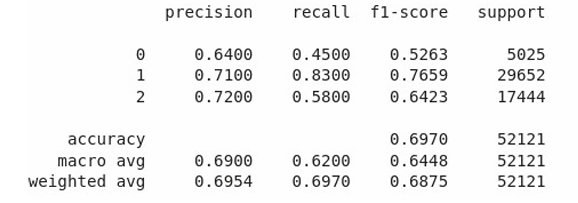 precision recall f1-score support
0 0.6400 0.4500 0.5263 5025
1 0.7100 0.8300 0.7659 29652
2 0.7200 0.5800 0.6423 17444
accuracy 0.6970 52121
macro avg 0.6900 0.6200 0.6448 52121
weighted avg 0.6954 0.6970 0.6875 52121